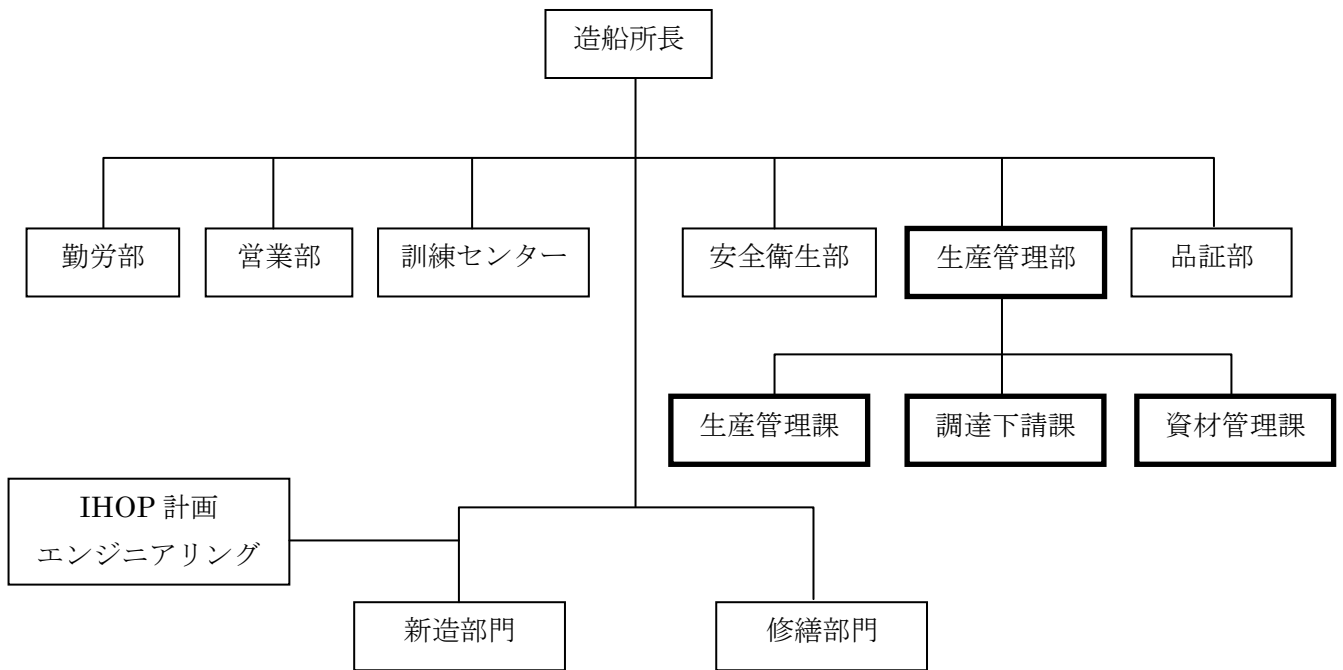 造船所長
勤労部
営業部
訓練センター
安全衛生部
生産管理部
品証部
生産管理課
調達下請課
資材管理課
IHOP 計画
エンジニアリング
新造部門
修繕部門